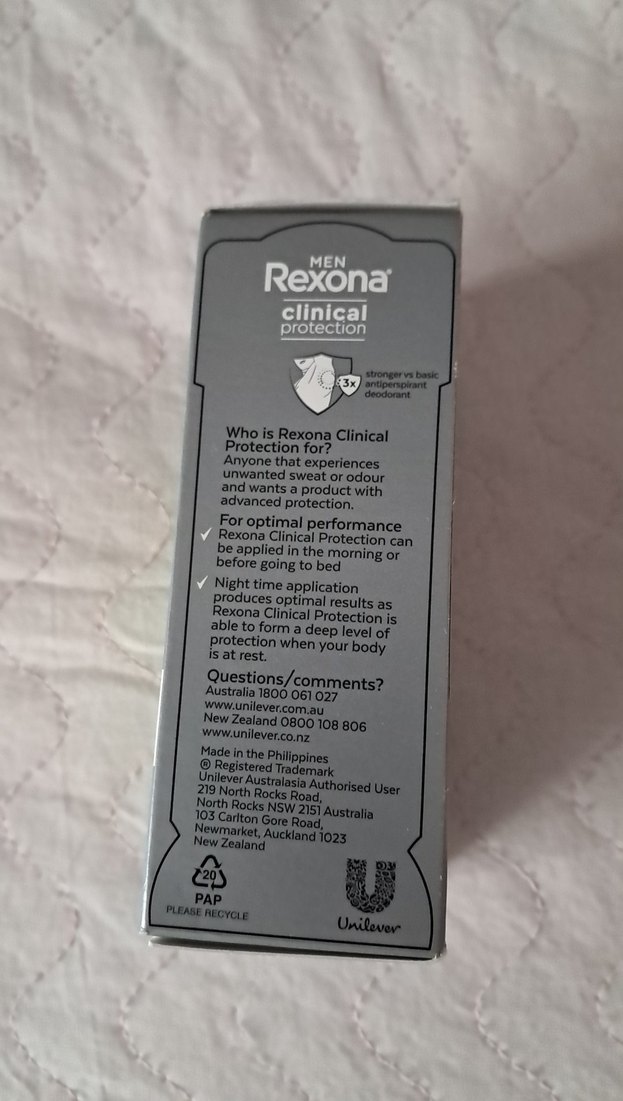 MEN
Rexona®
clinical
protection
3x
stronger vs basic
antiperspirant
deodorant
Who is Rexona Clinical
Protection for?
Anyone that experiences
unwanted sweat or odour
and wants a product with
advanced protection.
For optimal performance
✓ Rexona Clinical Protection can
be applied in the morning or
before going to bed
✓ Night time application
produces optimal results as
Rexona Clinical Protection is
able to form a deep level of
protection when your body
is at rest.
Questions/comments?
Australia 1800 061 027
www.unilever.com.au
New Zealand 0800 108 806
www.unilever.co.nz
Made in the Philippines
® Registered Trademark
Unilever Australasia Authorised User
219 North Rocks Road,
North Rocks NSW 2151 Australia
103 Carlton Gore Road,
Newmarket, Auckland 1023
New Zealand
20
PAP
PLEASE RECYCLE
Unilever